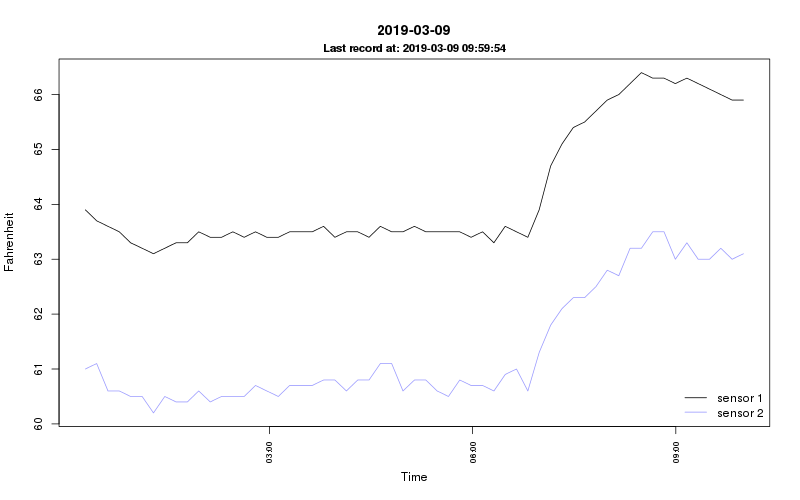 2019-03-09
Last record at: 2019-03-09 09:59:54
Fahrenheit
66
65
64
63
62
61
60
03:00
06:00
09:00
Time
sensor 1
sensor 2